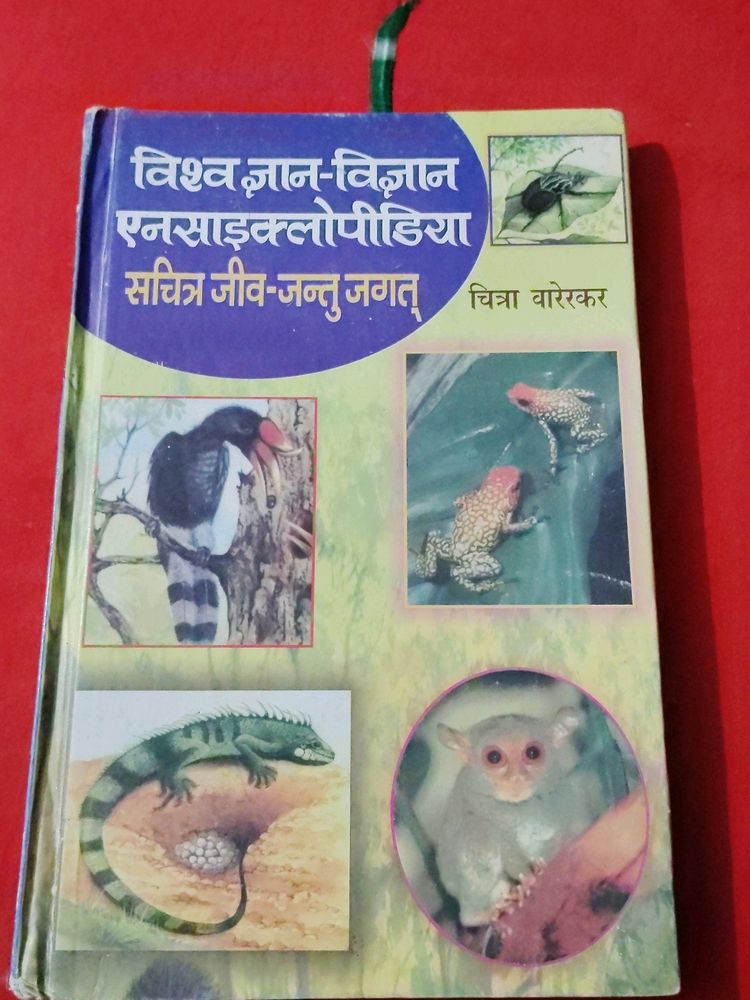 विश्व ज्ञान-विज्ञान
एनसाइक्लोपीडिया
सचित्र जीव-जन्तु जगत्
चित्रा वारेरकर